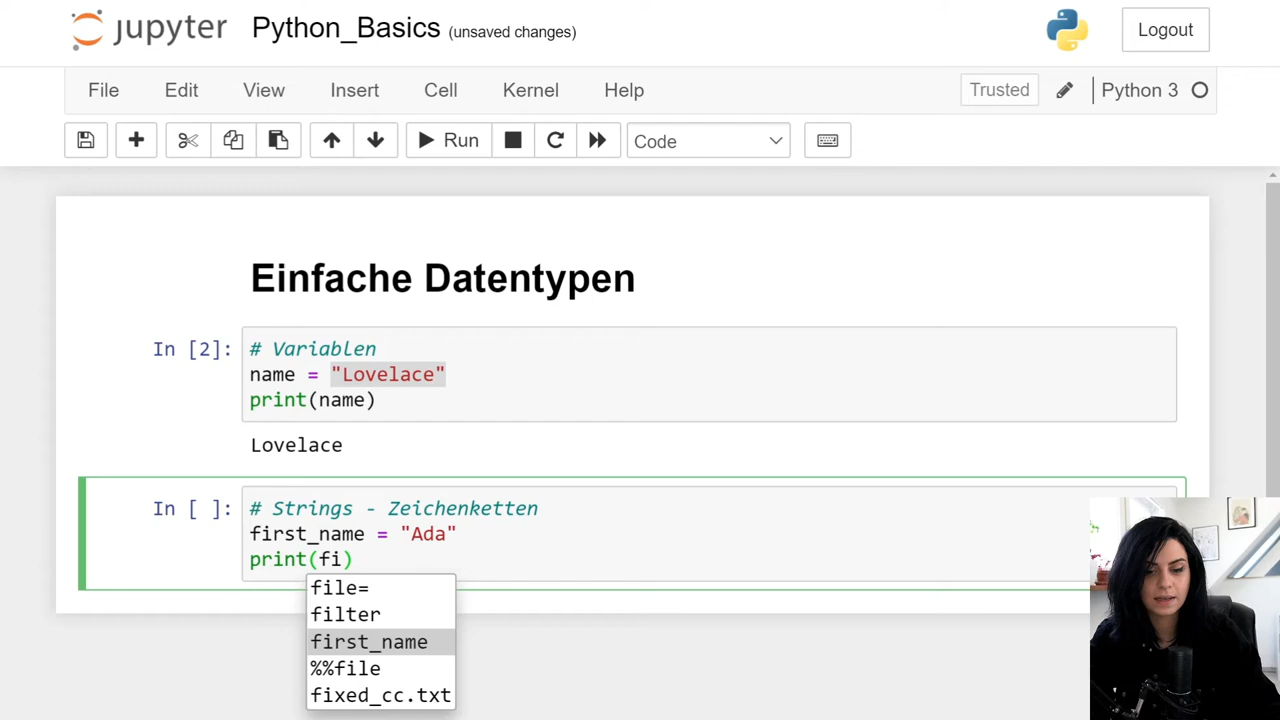 jupyter Python_Basics (unsaved changes) Logout
File Edit View Insert Cell Kernel Help Trusted Python 3
Run Code
Einfache Datentypen
In [2]: # Variablen
name = "Lovelace"
print(name)
Lovelace
In [ ]: # Strings - Zeichenketten
first_name = "Ada"
print(fi)
file=
filter
first_name
%%file
fixed_cc.txt